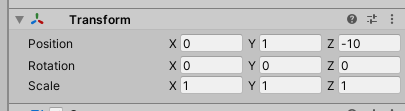 Transform
Position X 0 Y 1 Z -10
Rotation X 0 Y 0 Z 0
Scale X 1 Y 1 Z 1